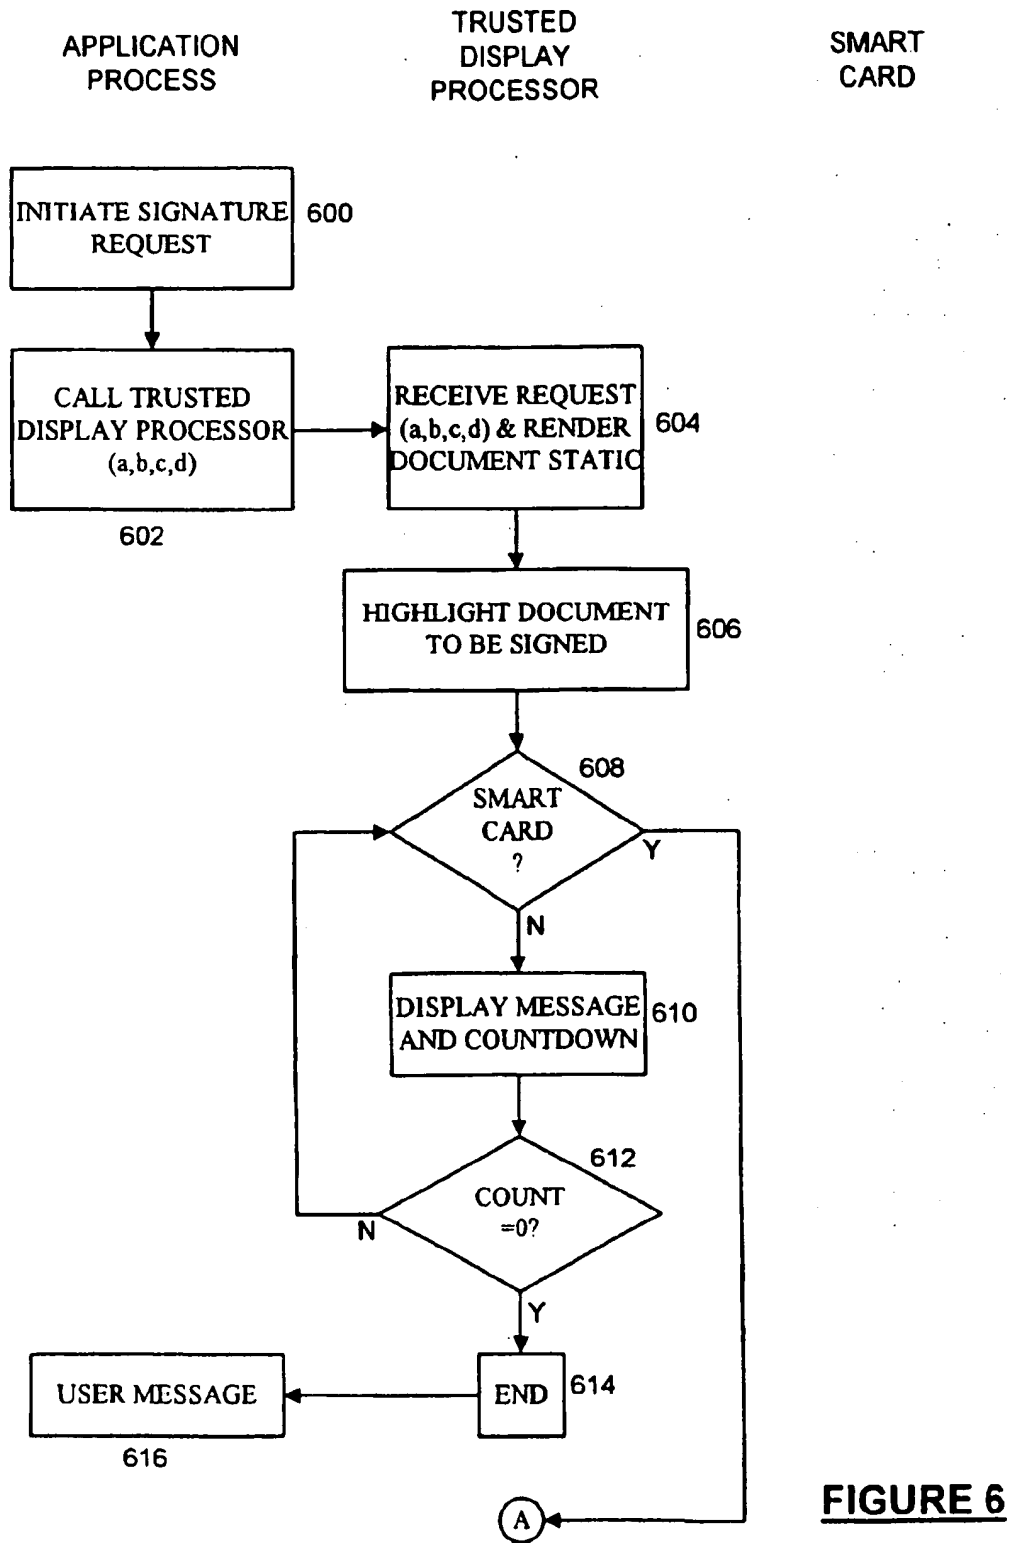 APPLICATION
PROCESS
TRUSTED
DISPLAY
PROCESSOR
SMART
CARD
INITIATE SIGNATURE
REQUEST
600
CALL TRUSTED
DISPLAY PROCESSOR
(a,b,c,d)
602
RECEIVE REQUEST
(a,b,c,d) & RENDER
DOCUMENT STATIC
604
HIGHLIGHT DOCUMENT
TO BE SIGNED
606
608
SMART
CARD
?
Y
N
DISPLAY MESSAGE
AND COUNTDOWN
610
612
COUNT
=0?
N
Y
END
614
USER MESSAGE
616
A
FIGURE 6